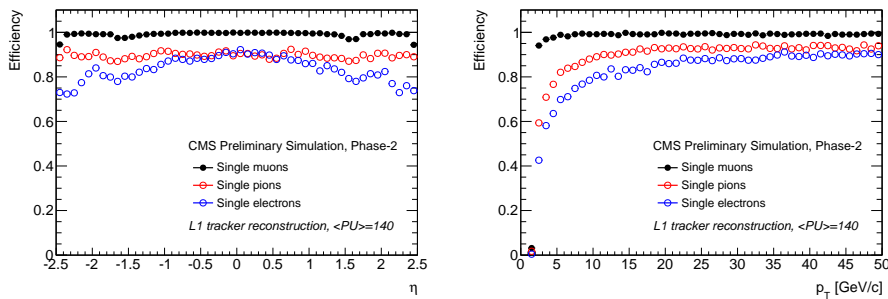 Efficiency
1
0.8
0.6
0.4
0.2
0
CMS Preliminary Simulation, Phase-2
Single muons
Single pions
Single electrons
L1 tracker reconstruction, <PU>=140
-2.5 -2 -1.5 -1 -0.5 0 0.5 1 1.5 2 2.5
η
Efficiency
1
0.8
0.6
0.4
0.2
0
CMS Preliminary Simulation, Phase-2
Single muons
Single pions
Single electrons
L1 tracker reconstruction, <PU>=140
0 5 10 15 20 25 30 35 40 45 50
p_T [GeV/c]